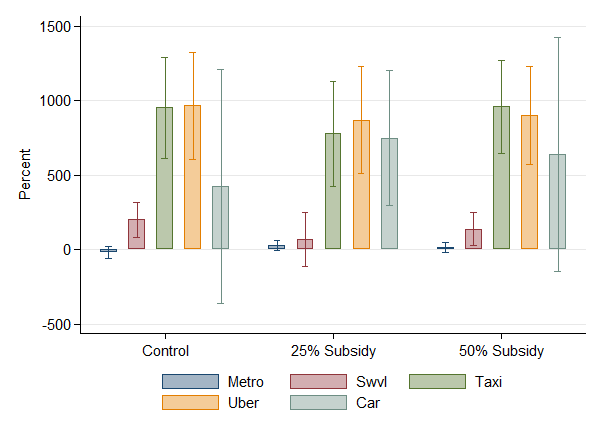 1500
1000
500
0
-500
Percent
Control 25% Subsidy 50% Subsidy
Metro Swvl Taxi
Uber Car